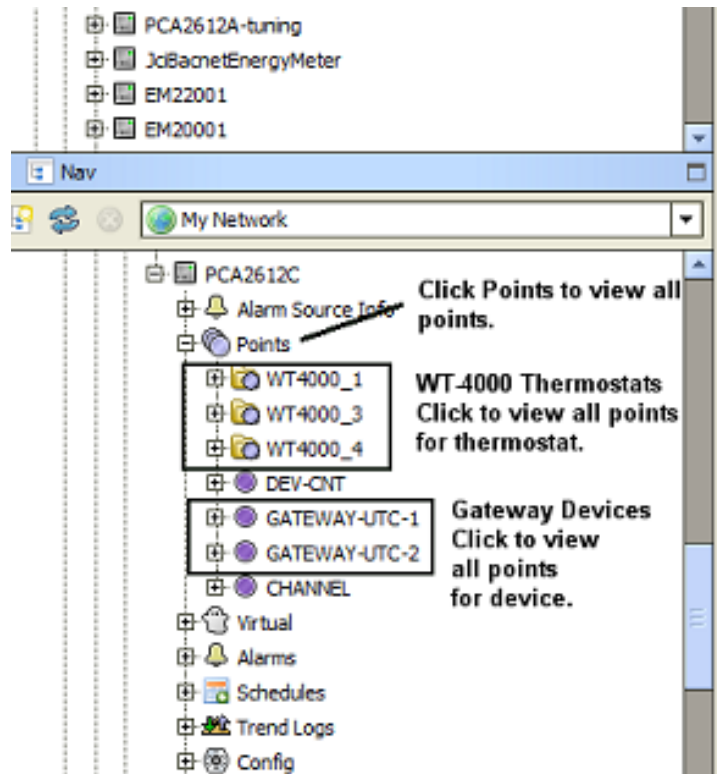 PCA2612A-tuning
JciBacnetEnergyMeter
EM22001
EM20001
Nav
My Network
PCA2612C
Alarm Source Info
Click Points to view all
points.
Points
WT4000_1
WT4000_3
WT4000_4
WT-4000 Thermostats
Click to view all points
for thermostat.
DEV-CNT
GATEWAY-UTC-1
GATEWAY-UTC-2
Gateway Devices
Click to view
all points
for device.
CHANNEL
Virtual
Alarms
Schedules
Trend Logs
Config